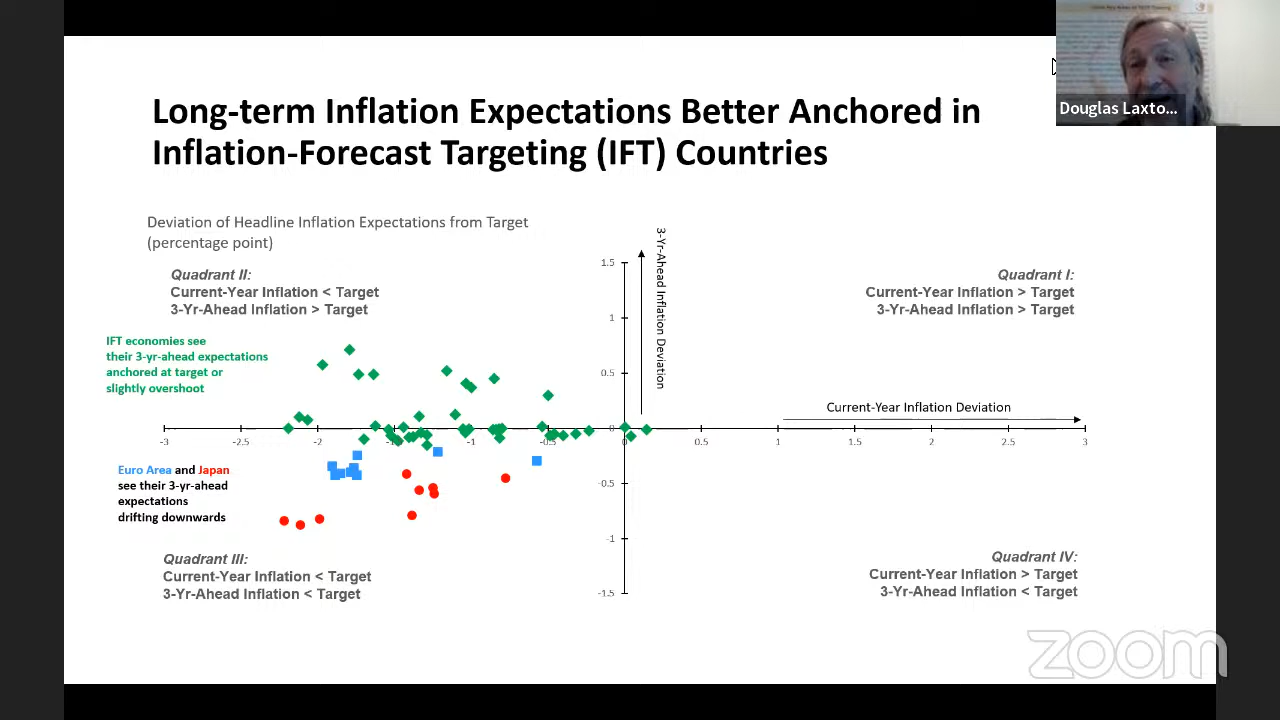 Douglas Laxto...
Long-term Inflation Expectations Better Anchored in
Inflation-Forecast Targeting (IFT) Countries
Deviation of Headline Inflation Expectations from Target
(percentage point)
3-Yr-Ahead Inflation Deviation
Quadrant II:
Current-Year Inflation < Target
3-Yr-Ahead Inflation > Target
Quadrant I:
Current-Year Inflation > Target
3-Yr-Ahead Inflation > Target
IFT economies see
their 3-yr-ahead expectations
anchored at target or
slightly overshoot
Current-Year Inflation Deviation
1.5
1
0.5
0
-0.5
-1
-1.5
-3
-2.5
-2
-1
-0.5
0.5
1
1.5
2
2.5
3
Euro Area and Japan
see their 3-yr-ahead
expectations
drifting downwards
Quadrant III:
Current-Year Inflation < Target
3-Yr-Ahead Inflation < Target
Quadrant IV:
Current-Year Inflation > Target
3-Yr-Ahead Inflation < Target
zoom